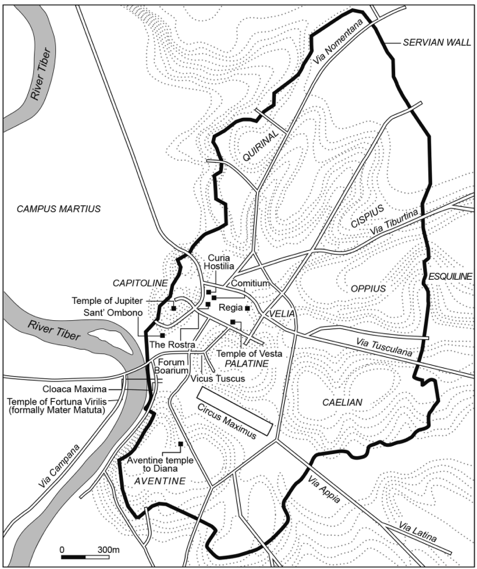 River Tiber
Via Nomentana
SERVIAN WALL
QUIRINAL
CAMPUS MARTIUS
CISPIUS
Via Tiburtina
Curia
Hostilia
CAPITOLINE
Comitium
OPPIUS
ESQUILINE
Temple of Jupiter
Regia
Sant' Ombono
VELIA
River Tiber
The Rostra
Temple of Vesta
Via Tusculana
Forum
Boarium
PALATINE
Vicus Tuscus
Cloaca Maxima
Temple of Fortuna Virilis
(formally Mater Matuta)
CAELIAN
Circus Maximus
Via Campana
Aventine temple
to Diana
AVENTINE
Via Appia
Via Latina
0 300m